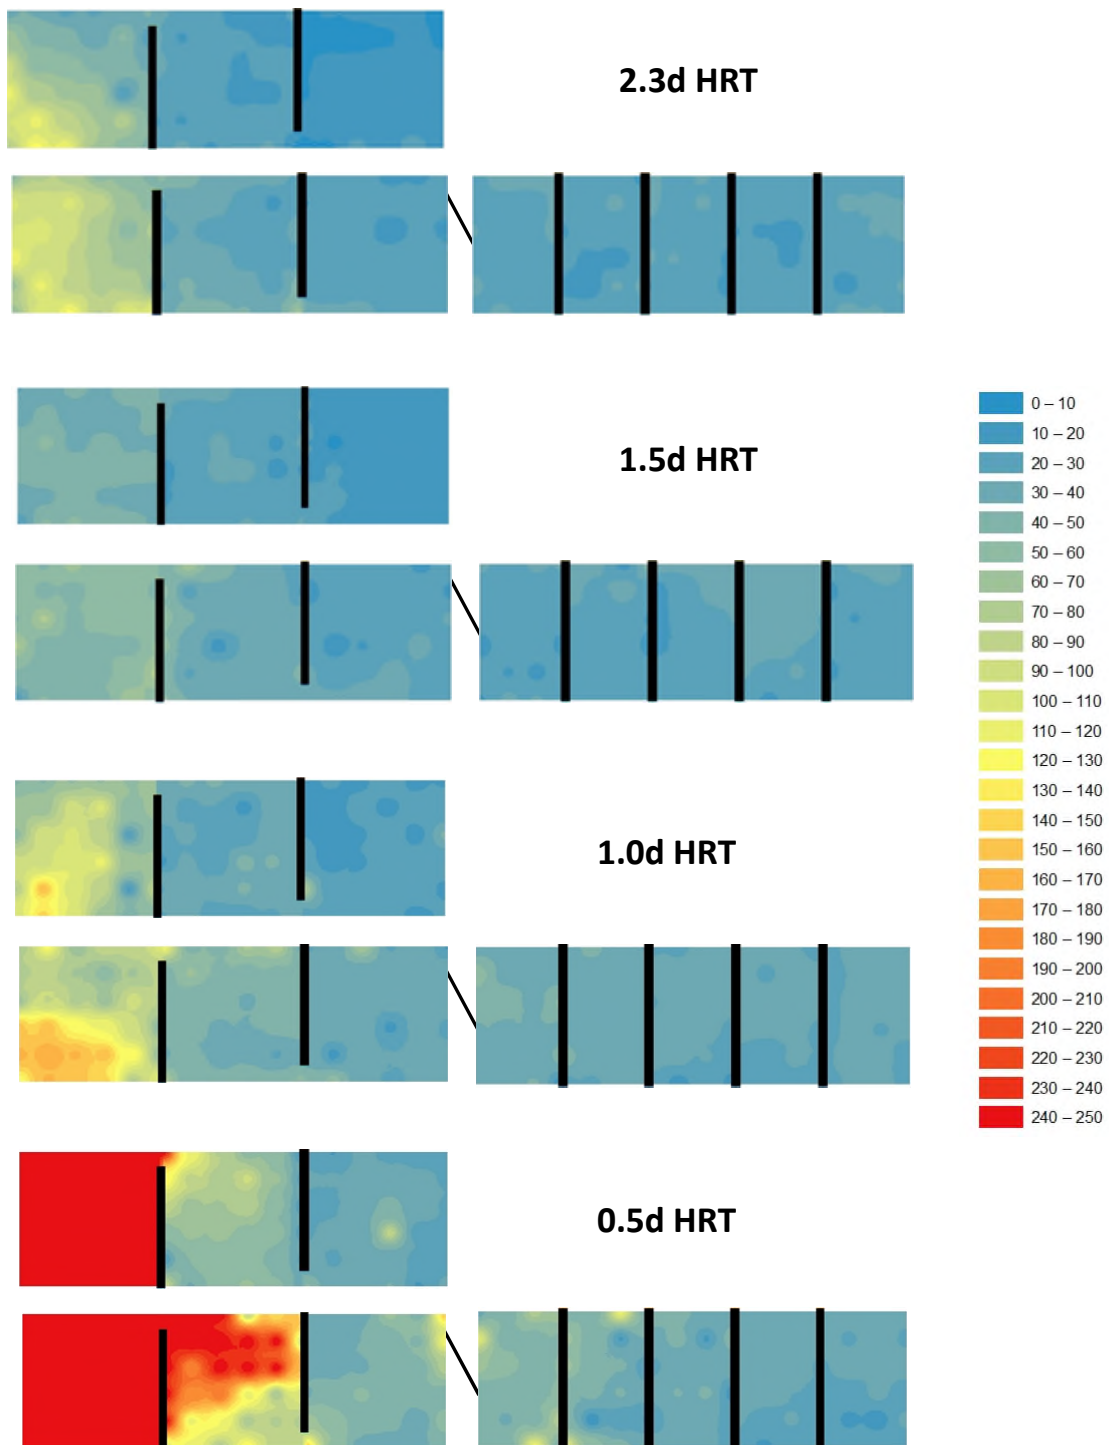 2.3d HRT
1.5d HRT
0 – 10
10 – 20
20 – 30
30 – 40
40 – 50
50 – 60
60 – 70
70 – 80
80 – 90
90 – 100
100 – 110
110 – 120
120 – 130
130 – 140
140 – 150
150 – 160
160 – 170
170 – 180
180 – 190
190 – 200
200 – 210
210 – 220
220 – 230
230 – 240
240 – 250
1.0d HRT
0.5d HRT